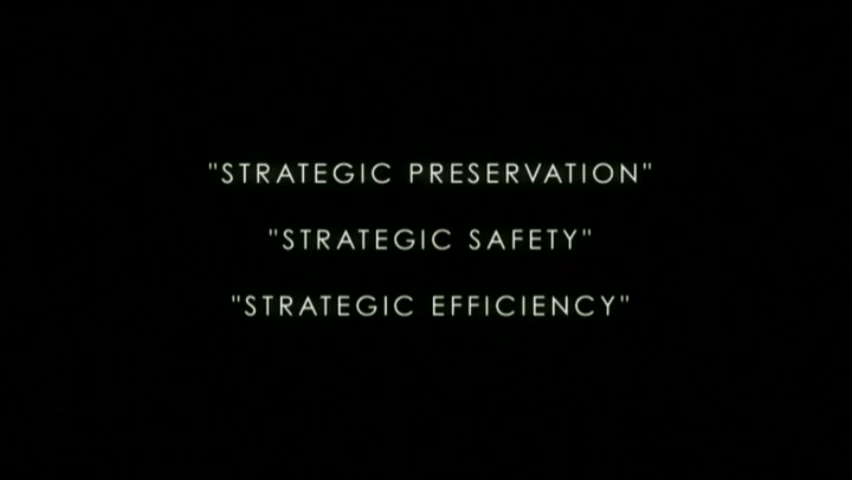 "STRATEGIC PRESERVATION"
"STRATEGIC SAFETY"
"STRATEGIC EFFICIENCY"